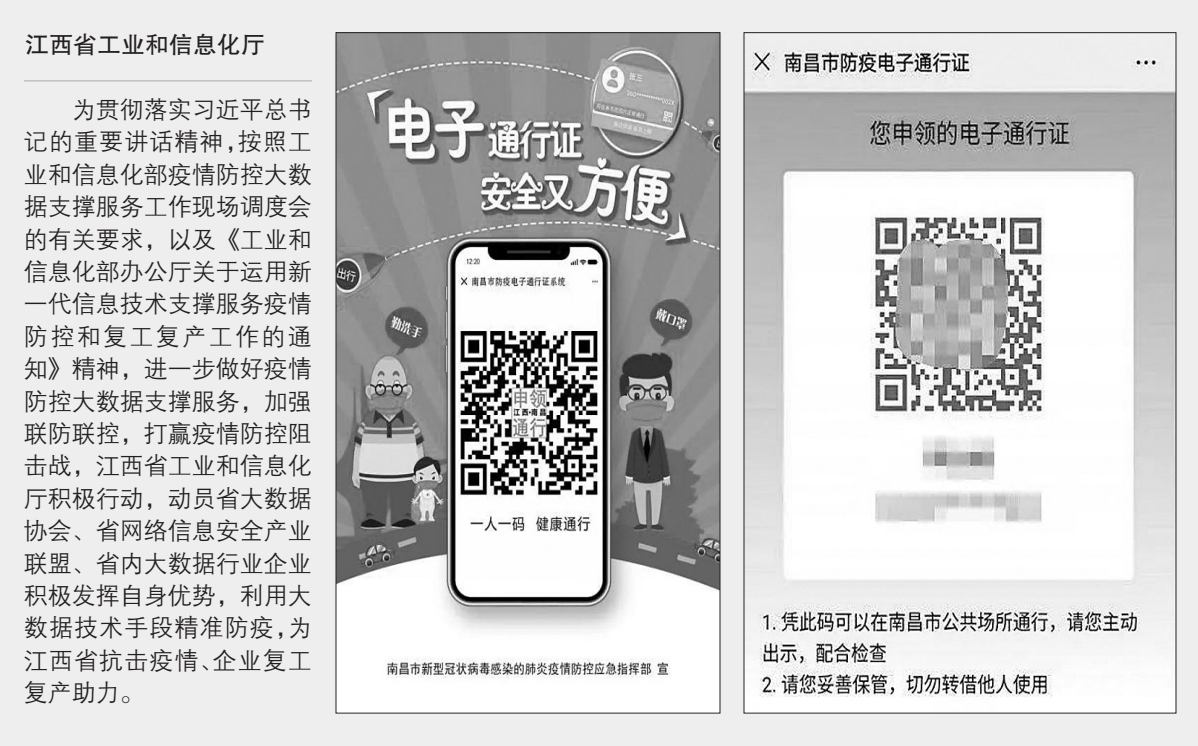 江西省工业和信息化厅
为贯彻落实习近平总书
记的重要讲话精神,按照工
业和信息化部疫情防控大数
据支撑服务工作现场调度会
的有关要求，以及《工业和
信息化部办公厅关于运用新
一代信息技术支撑服务疫情
防控和复工复产工作的通
知》精神，进一步做好疫情
防控大数据支撑服务，加强
联防联控，打赢疫情防控阻
击战，江西省工业和信息化
厅积极行动，动员省大数据
协会、省网络信息安全产业
联盟、省内大数据行业企业
积极发挥自身优势，利用大
数据技术手段精准防疫,为
江西省抗击疫情、企业复工
复产助力。
张三
电子通行证
安全又方便
出行
12:20
X 南昌市防疫电子通行证系统 ...
勤洗手
戴口罩
申领
江西·南昌
通行
一人一码 健康通行
南昌市新型冠状病毒感染的肺炎疫情防控应急指挥部 宣
X 南昌市防疫电子通行证 ...
您申领的电子通行证
1. 凭此码可以在南昌市公共场所通行，请您主动
出示，配合检查
2. 请您妥善保管，切勿转借他人使用